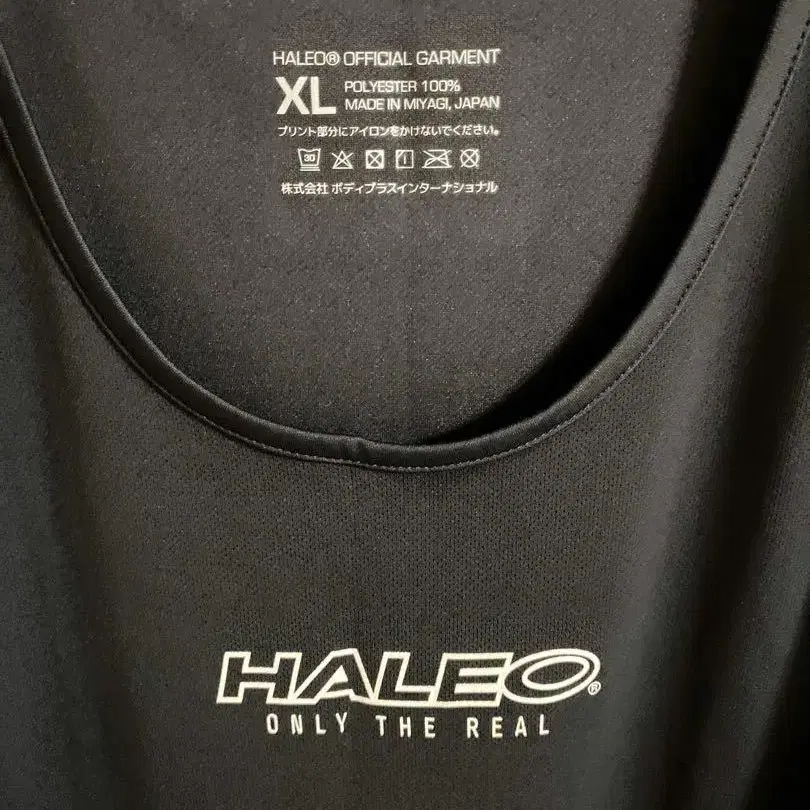 HALEO® OFFICIAL GARMENT
XL
POLYESTER 100%
MADE IN MIYAGI, JAPAN
プリント部分にアイロンをかけないでください。
30
株式会社 ボディプラスインターナショナル
HALEO®
ONLY THE REAL